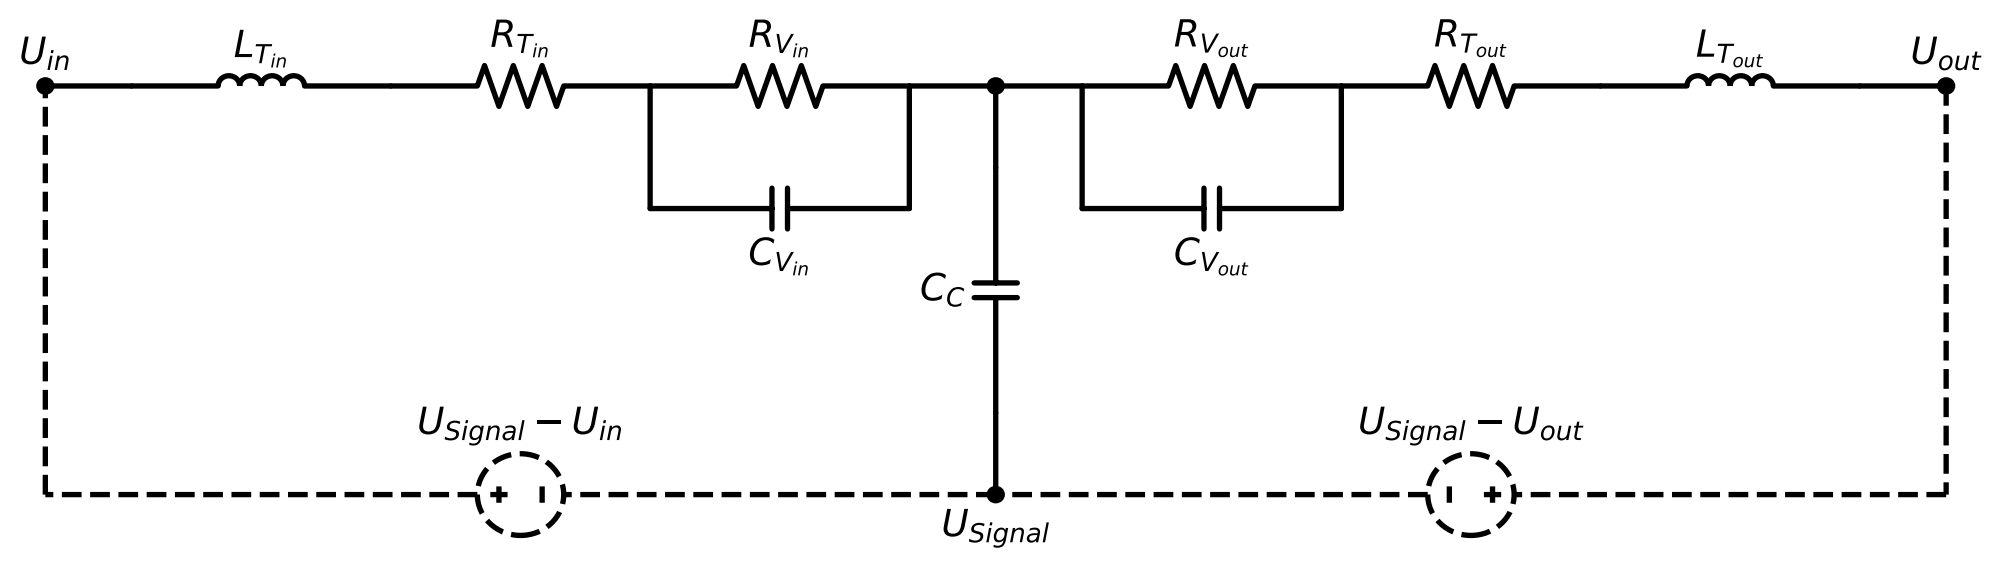 U_in
L_T_in
R_T_in
R_V_in
R_V_out
R_T_out
L_T_out
U_out
C_V_in
C_V_out
C_C
U_Signal − U_in
U_Signal − U_out
+ -
- +
U_Signal